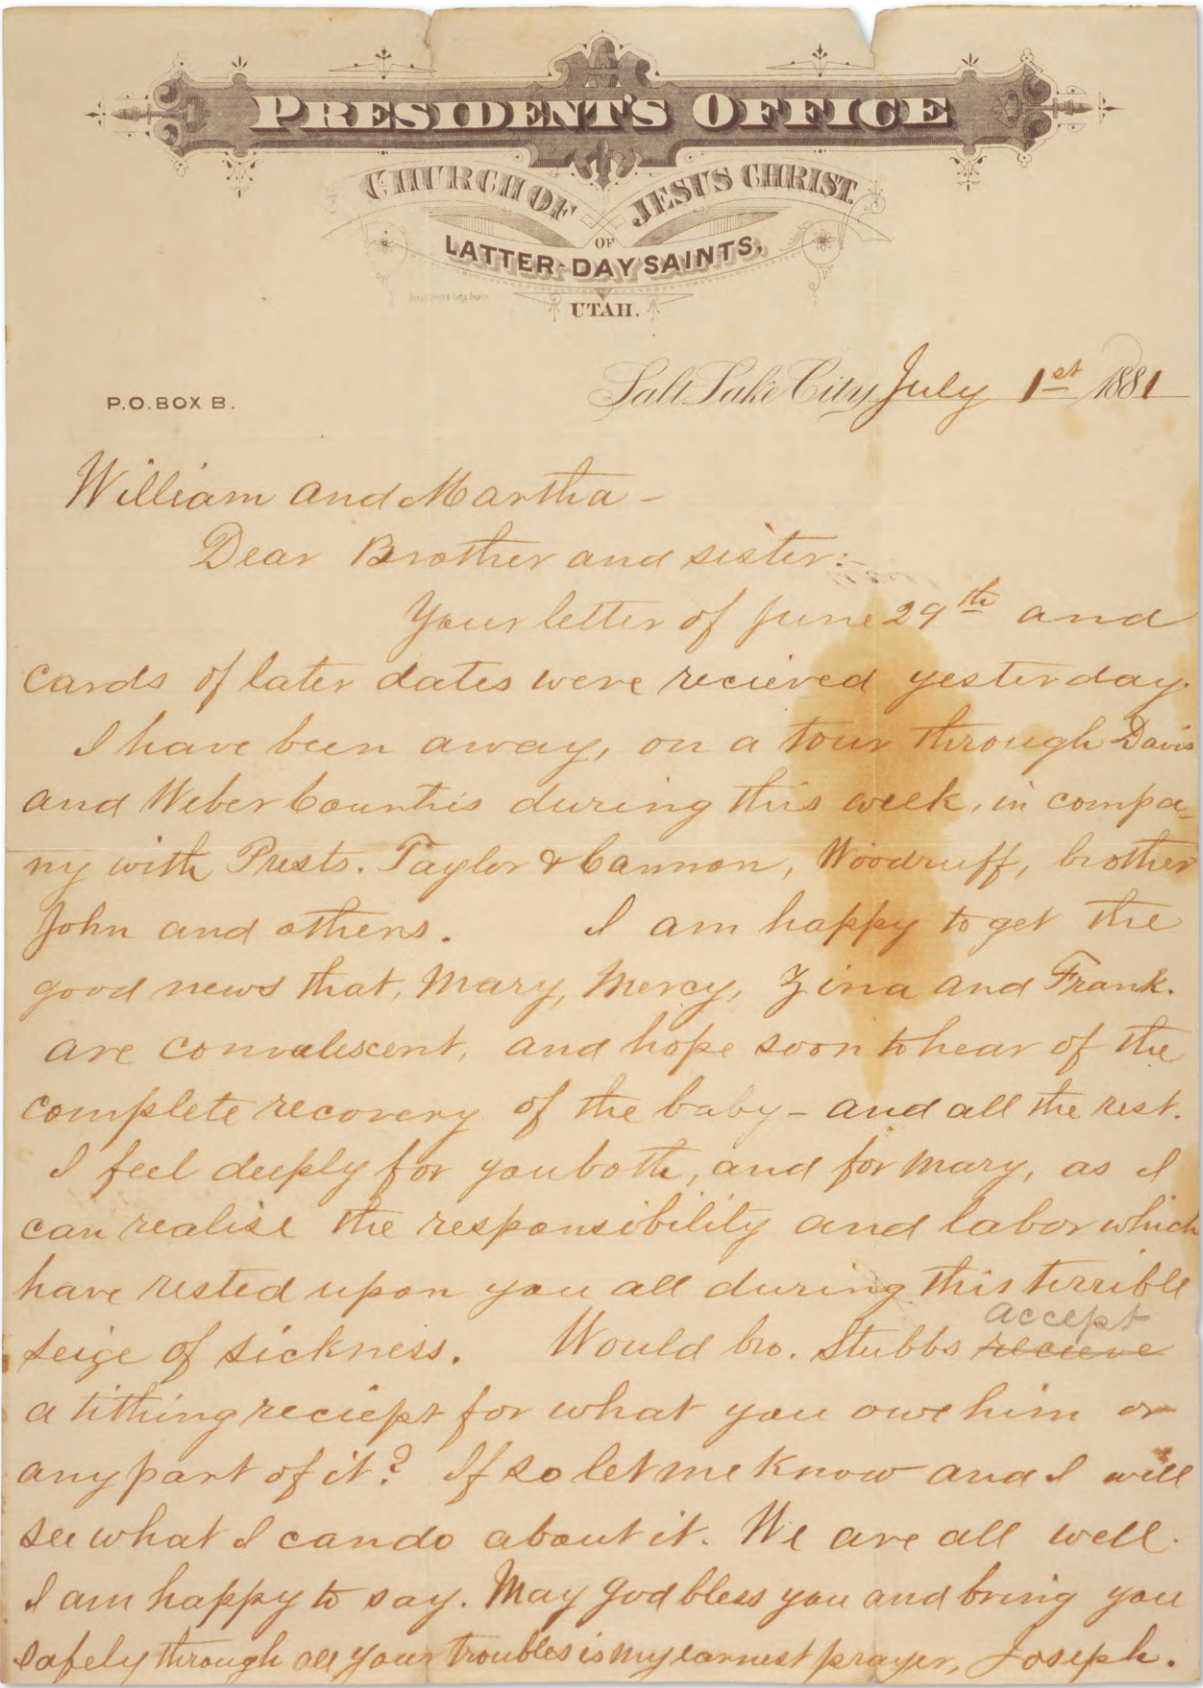 PRESIDENT'S OFFICE
CHURCH OF JESUS CHRIST
OF
LATTER-DAY SAINTS,
UTAH.
P.O. BOX B.
Salt Lake City, July 1st 1881
William and Martha –
Dear Brother and sister:
Your letter of June 29th and
cards of later dates were recieved yesterday.
I have been away, on a tour through Davis
and Weber Counties during this week, in compa-
ny with Prests. Taylor & Cannon, Woodruff, brother
John and others. I am happy to get the
good news that, Mary, Mercy, Zina and Frank.
are convalescent, and hope soon to hear of the
complete recovery of the baby – and all the rest.
I feel deeply for you both, and for Mary, as I
can realise the responsibility and labor which
have rested upon you all during this terrible
accept
seige of sickness. Would bro. Stubbs recieve
a tithing reciept for what you owe him or
any part of it? If so let me know and I will
see what I can do about it. We are all well.
I am happy to say. May God bless you and bring you
safely through all your troubles is my earnest prayer, Joseph.